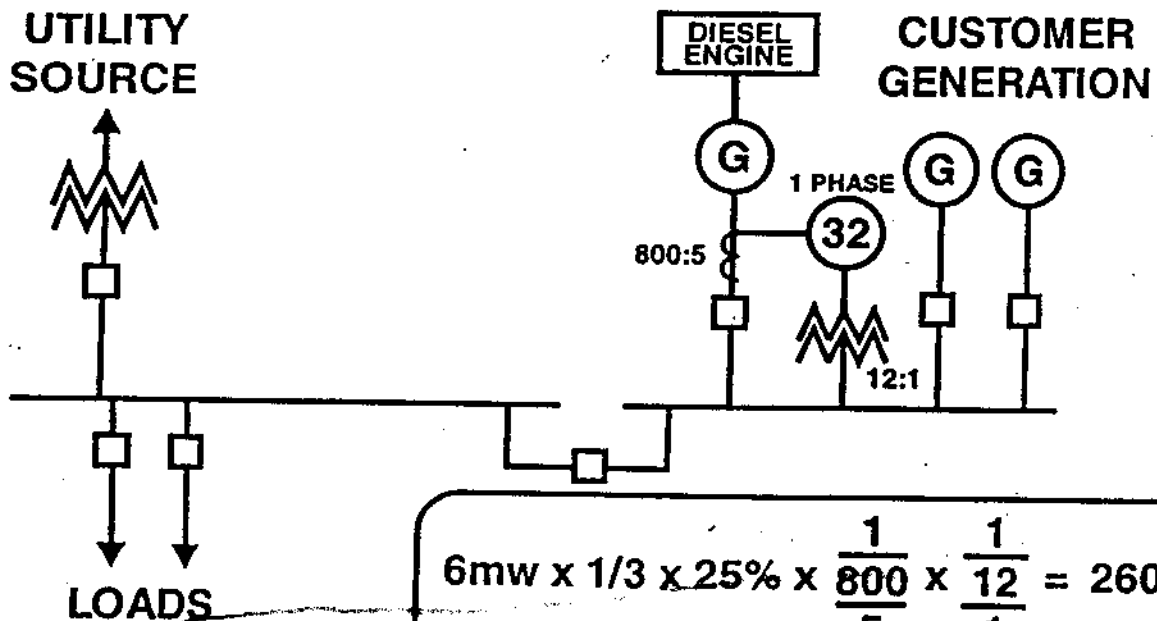 UTILITY
SOURCE
DIESEL
ENGINE
CUSTOMER
GENERATION
G
G
G
1 PHASE
32
800:5
12:1
LOADS
6mw x 1/3 x 25% x 1/(800/5) x 1/(12/1) = 260